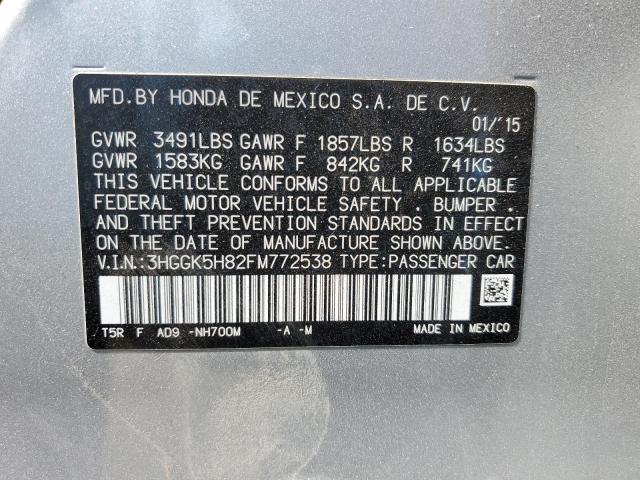 MFD.BY HONDA DE MEXICO S.A. DE C.V.
01/'15
GVWR 3491LBS GAWR F 1857LBS R 1634LBS
GVWR 1583KG GAWR F 842KG R 741KG
THIS VEHICLE CONFORMS TO ALL APPLICABLE
FEDERAL MOTOR VEHICLE SAFETY . BUMPER .
AND THEFT PREVENTION STANDARDS IN EFFECT
ON THE DATE OF MANUFACTURE SHOWN ABOVE.
V.I.N.:3HGGK5H82FM772538 TYPE:PASSENGER CAR
T5R F AD9 -NH700M -A -M MADE IN MEXICO